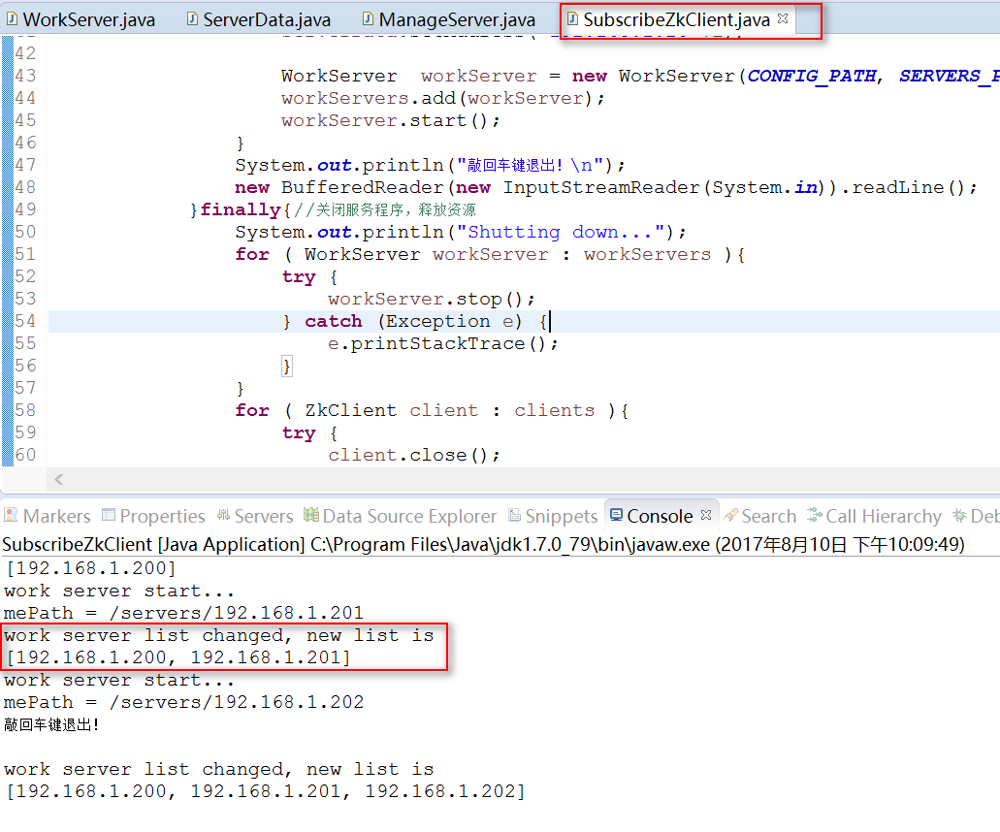 WorkServer.java ServerData.java ManageServer.java SubscribeZkClient.java
42
43 WorkServer workServer = new WorkServer(CONFIG_PATH, SERVERS_P
44 workServers.add(workServer);
45 workServer.start();
46 }
47 System.out.println("敲回车键退出！\n");
48 new BufferedReader(new InputStreamReader(System.in)).readLine();
49 }finally{//关闭服务程序，释放资源
50 System.out.println("Shutting down...");
51 for ( WorkServer workServer : workServers ){
52 try {
53 workServer.stop();
54 } catch (Exception e) {
55 e.printStackTrace();
56 }
57 }
58 for ( ZkClient client : clients ){
59 try {
60 client.close();
Markers Properties Servers Data Source Explorer Snippets Console Search Call Hierarchy Deb
SubscribeZkClient [Java Application] C:\Program Files\Java\jdk1.7.0_79\bin\javaw.exe (2017年8月10日 下午10:09:49)
[192.168.1.200]
work server start...
mePath = /servers/192.168.1.201
work server list changed, new list is
[192.168.1.200, 192.168.1.201]
work server start...
mePath = /servers/192.168.1.202
敲回车键退出！
work server list changed, new list is
[192.168.1.200, 192.168.1.201, 192.168.1.202]